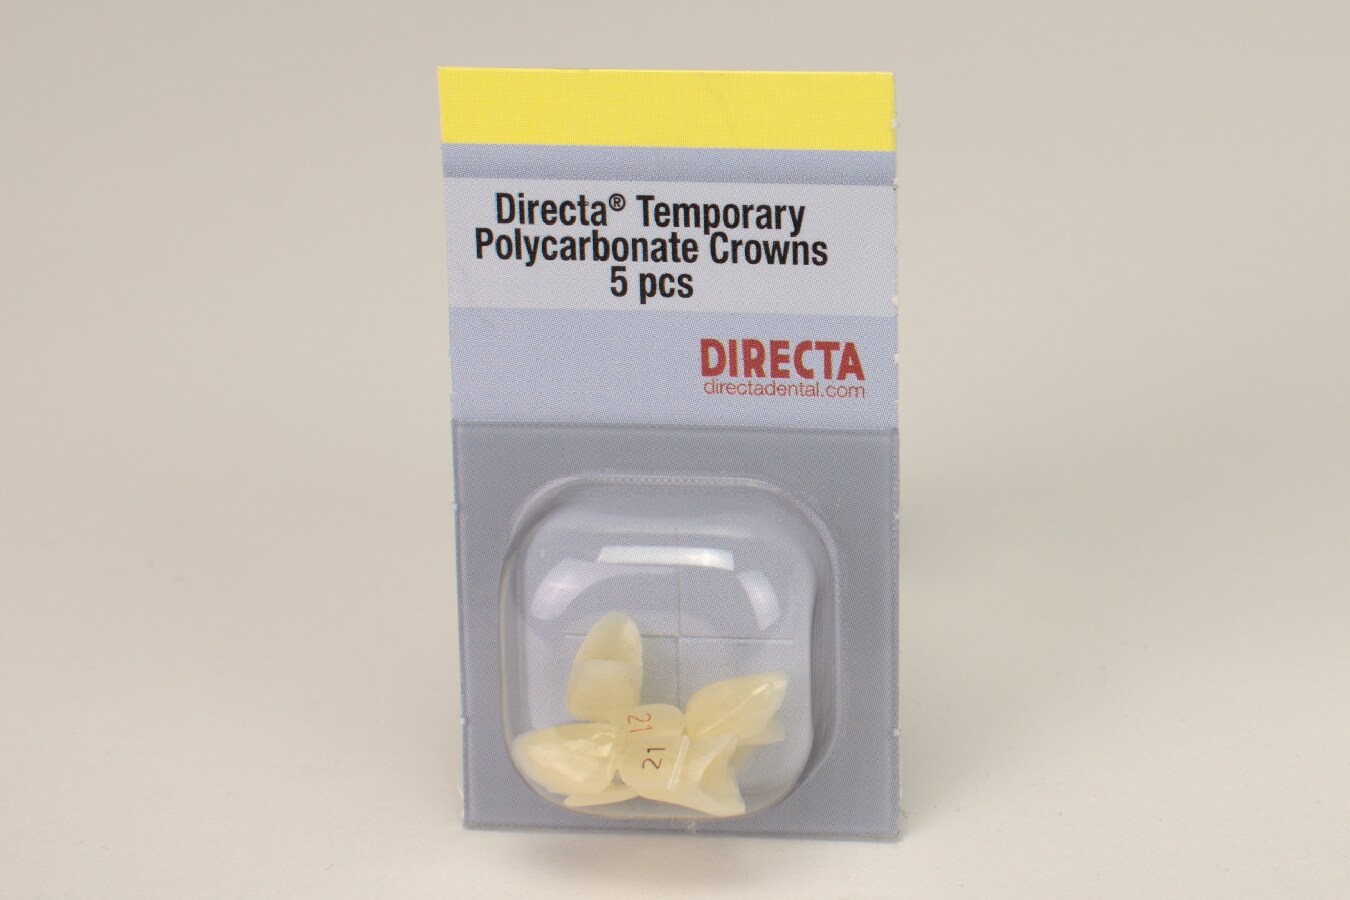 Directa® Temporary
Polycarbonate Crowns
5 pcs
DIRECTA
directadental.com
21
21